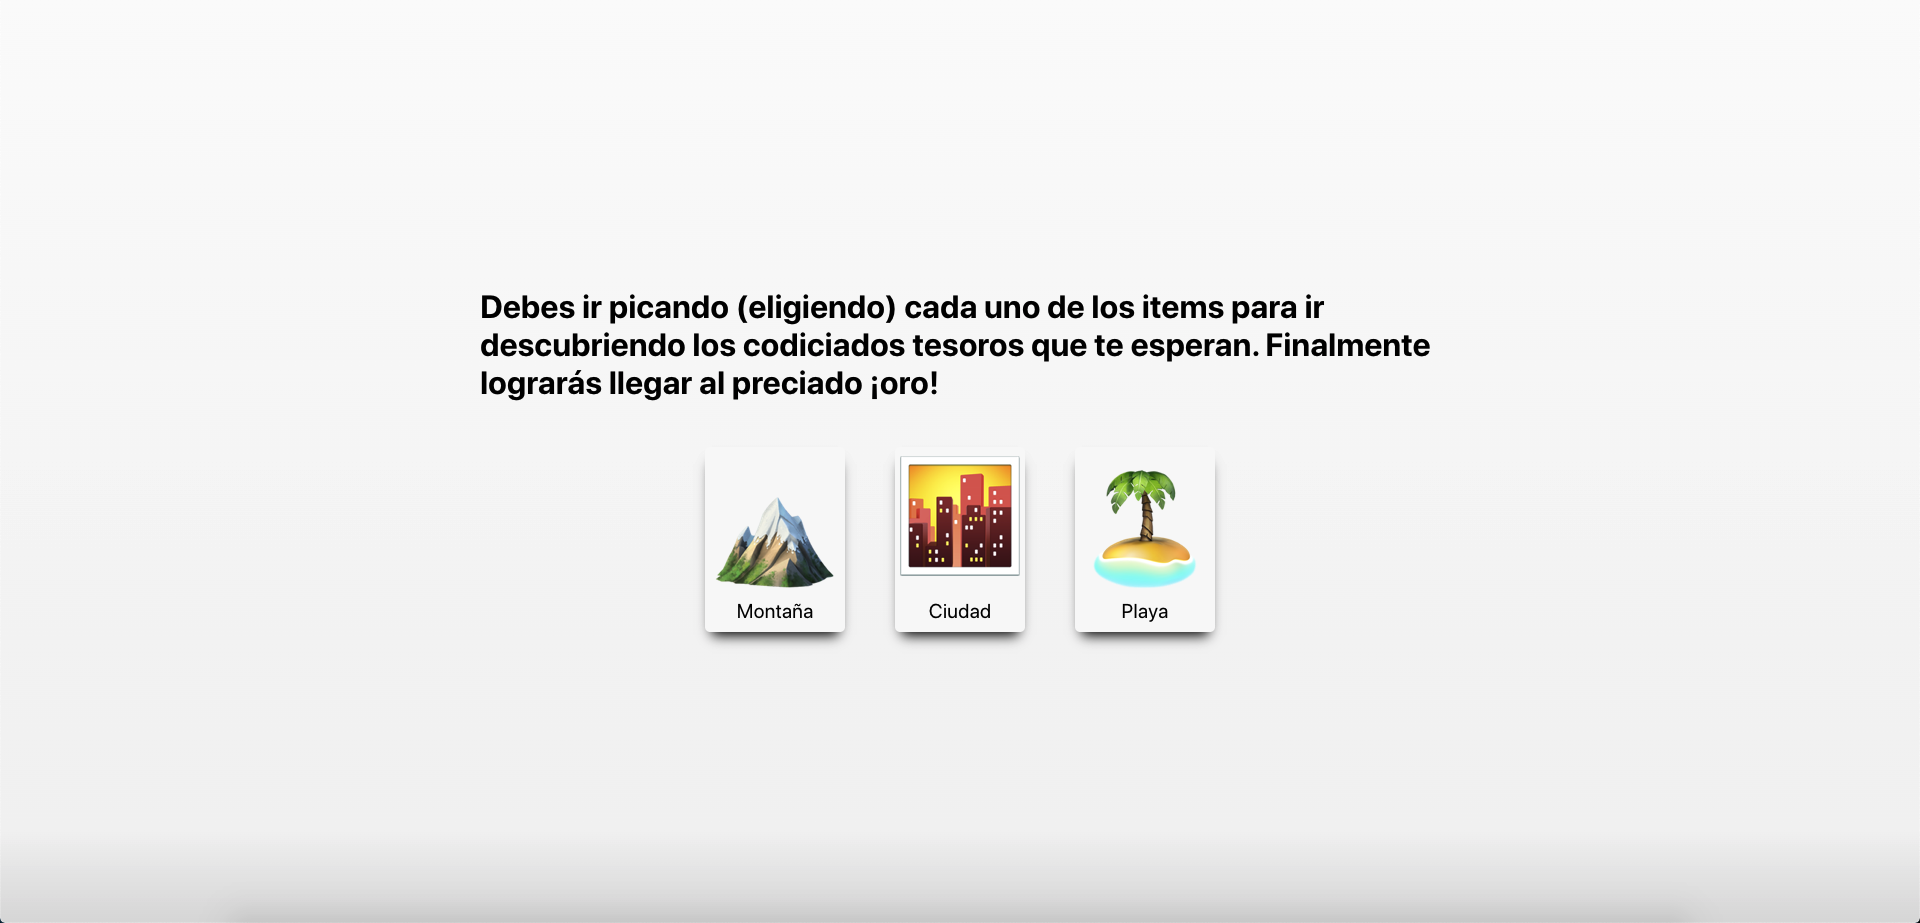 Debes ir picando (eligiendo) cada uno de los items para ir
descubriendo los codiciados tesoros que te esperan. Finalmente
lograrás llegar al preciado ¡oro!
Montaña
Ciudad
Playa